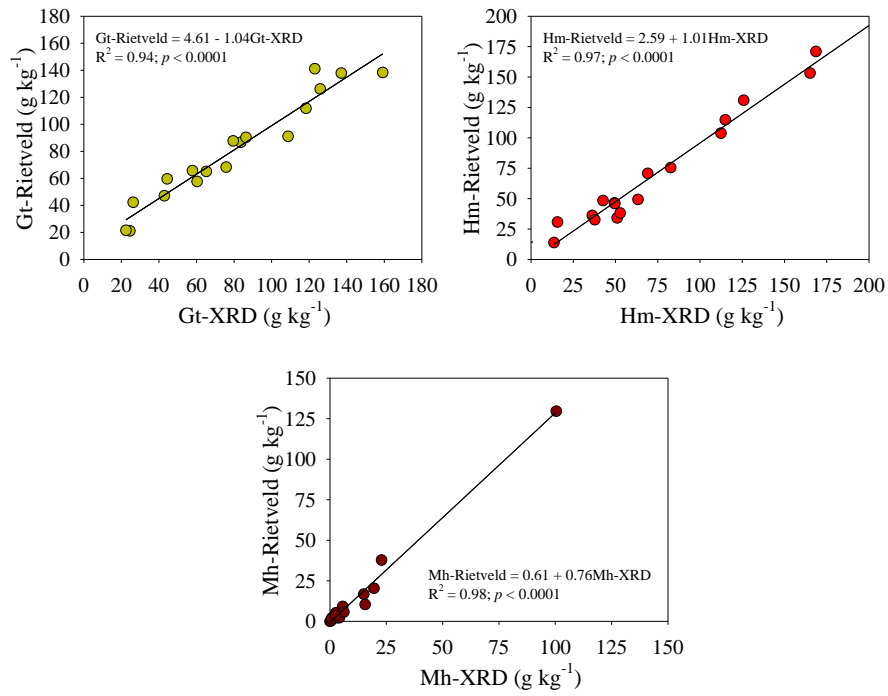 Gt-Rietveld = 4.61 - 1.04Gt-XRD
R² = 0.94; p < 0.0001
180
160
140
120
100
80
60
40
20
0
Gt-Rietveld (g kg⁻¹)
0 20 40 60 80 100 120 140 160 180
Gt-XRD (g kg⁻¹)
Hm-Rietveld = 2.59 + 1.01Hm-XRD
R² = 0.97; p < 0.0001
200
175
150
125
100
75
50
25
0
Hm-Rietveld (g kg⁻¹)
0 25 50 75 100 125 150 175 200
Hm-XRD (g kg⁻¹)
150
125
100
75
50
25
0
Mh-Rietveld (g kg⁻¹)
Mh-Rietveld = 0.61 + 0.76Mh-XRD
R² = 0.98; p < 0.0001
0 25 50 75 100 125 150
Mh-XRD (g kg⁻¹)